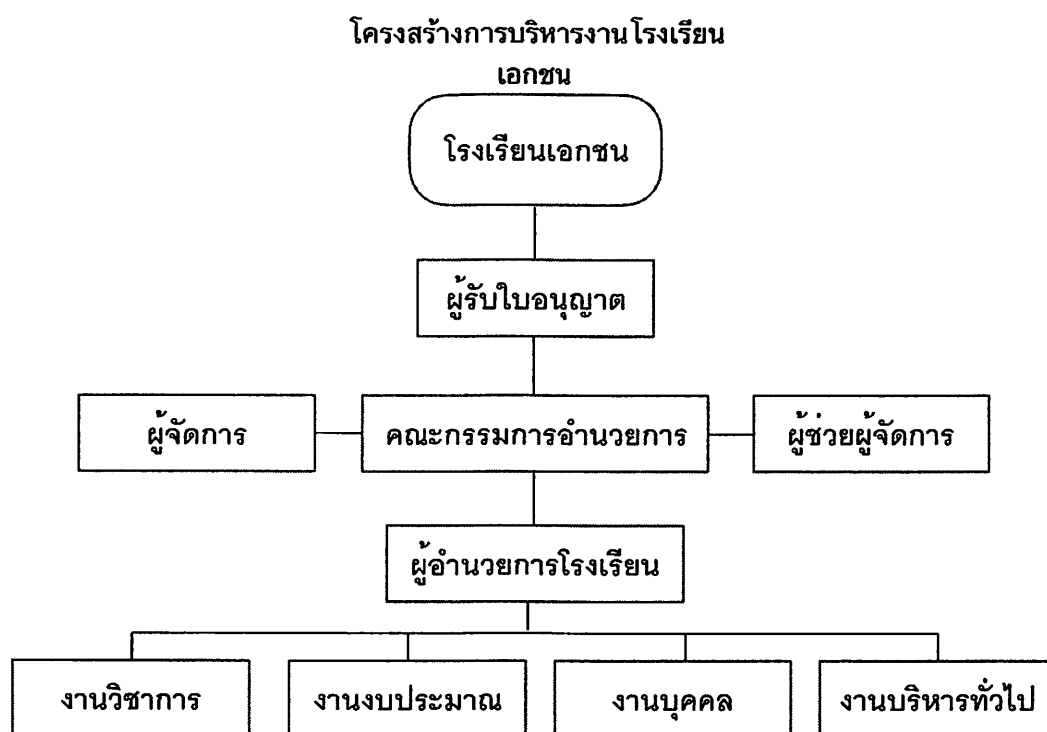 โครงสร้างการบริหารงานโรงเรียน
เอกชน
โรงเรียนเอกชน
ผู้รับใบอนุญาต
ผู้จัดการ
คณะกรรมการอำนวยการ
ผู้ช่วยผู้จัดการ
ผู้อำนวยการโรงเรียน
งานวิชาการ
งานงบประมาณ
งานบุคคล
งานบริหารทั่วไป